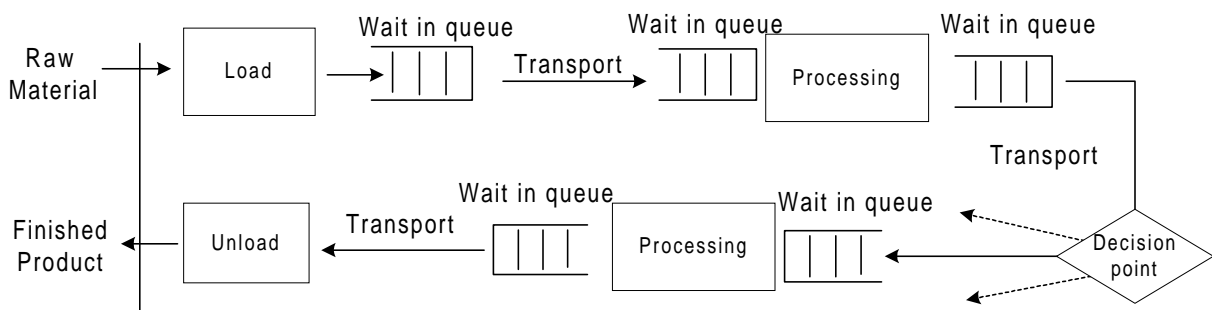 Wait in queue
Wait in queue
Wait in queue
Raw
Material
Load
Transport
Processing
Transport
Wait in queue
Wait in queue
Finished
Product
Unload
Transport
Processing
Decision
point